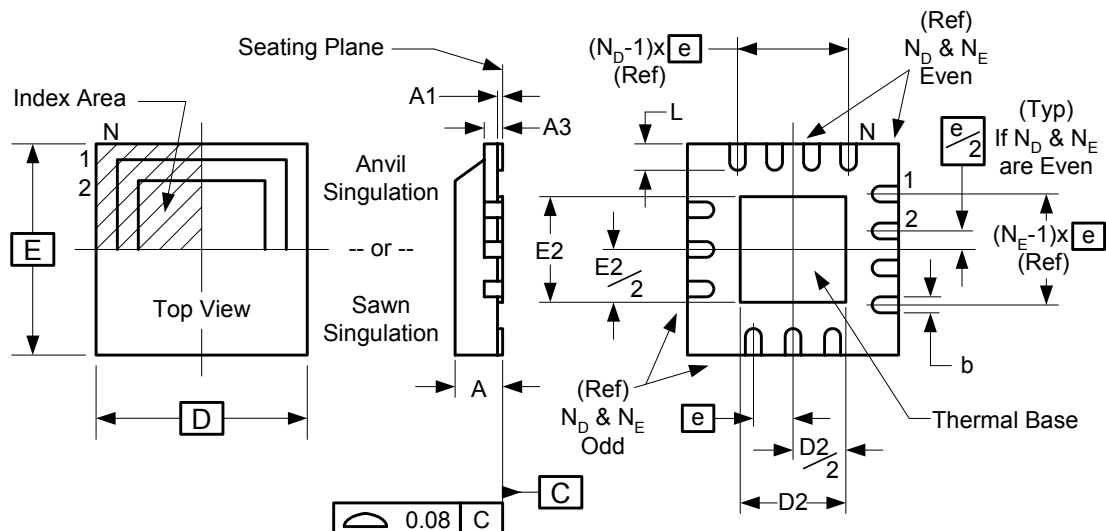 Seating Plane
Index Area
N
1
2
E
Top View
D
Anvil
Singulation
-- or --
Sawn
Singulation
A1
A3
A
0.08 C
C
(N_D-1)x e
(Ref)
L
(Ref)
N_D & N_E
Even
N
e/2
(Typ)
If N_D & N_E
are Even
1
2
(N_E-1)x e
(Ref)
b
E2
E2/2
(Ref)
N_D & N_E
Odd
e
D2/2
D2
Thermal Base